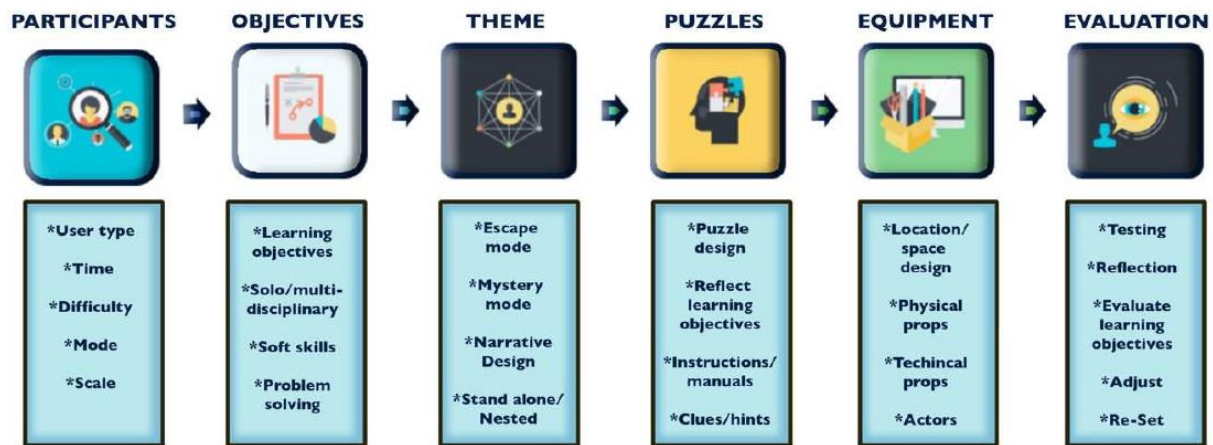 PARTICIPANTS
OBJECTIVES
THEME
PUZZLES
EQUIPMENT
EVALUATION
*User type
*Time
*Difficulty
*Mode
*Scale
*Learning
objectives
*Solo/multi-
disciplinary
*Soft skills
*Problem
solving
*Escape
mode
*Mystery
mode
*Narrative
Design
*Stand alone/
Nested
*Puzzle
design
*Reflect
learning
objectives
*Instructions/
manuals
*Clues/hints
*Location/
space
design
*Physical
props
*Techincal
props
*Actors
*Testing
*Reflection
*Evaluate
learning
objectives
*Adjust
*Re-Set